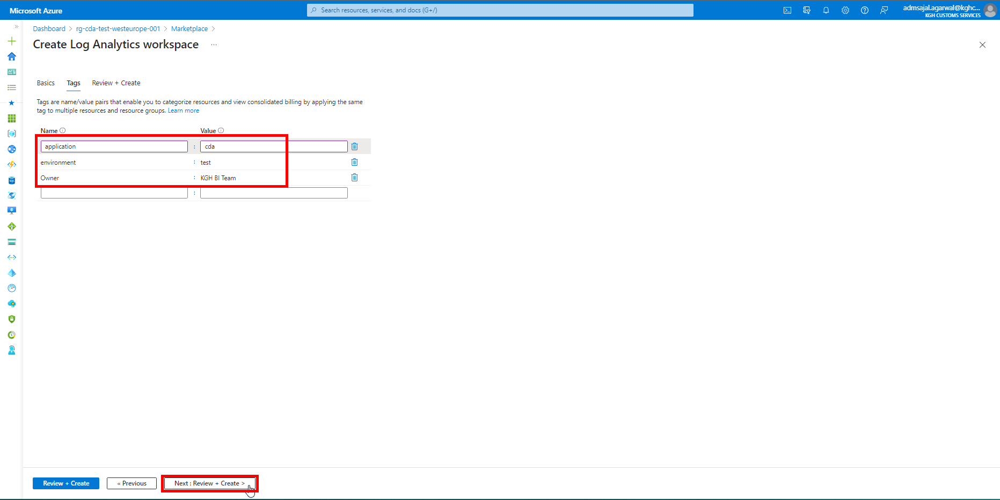 Microsoft Azure
Search resources, services, and docs (G+/)
admsajal.agarwal@kghc...
KGH CUSTOMS SERVICES
Dashboard > rg-cda-test-westeurope-001 > Marketplace >
Create Log Analytics workspace ...
Basics Tags Review + Create
Tags are name/value pairs that enable you to categorize resources and view consolidated billing by applying the same
tag to multiple resources and resource groups. Learn more
Name Value
application : cda
environment : test
Owner : KGH BI Team
:
Review + Create « Previous Next : Review + Create >